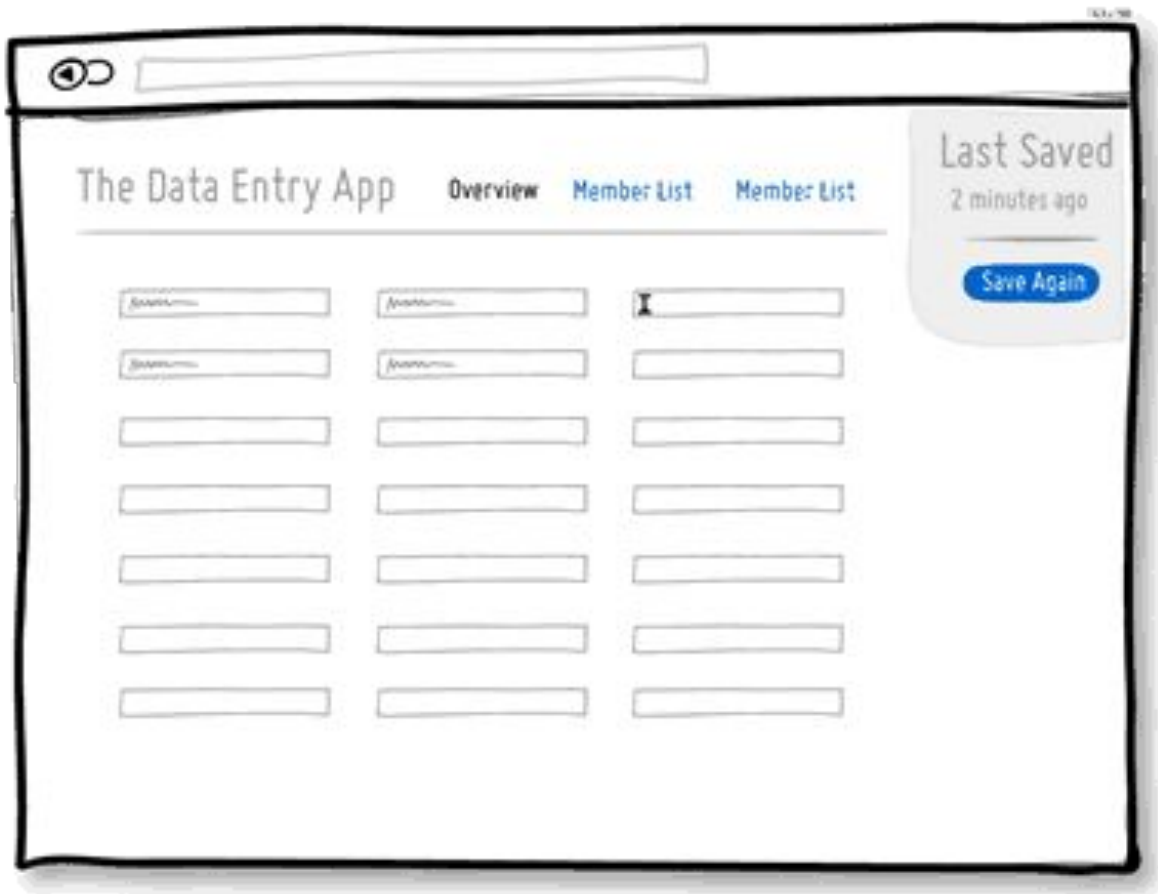 The Data Entry App
Overview
Member List
Member List
Last Saved
2 minutes ago
Save Again